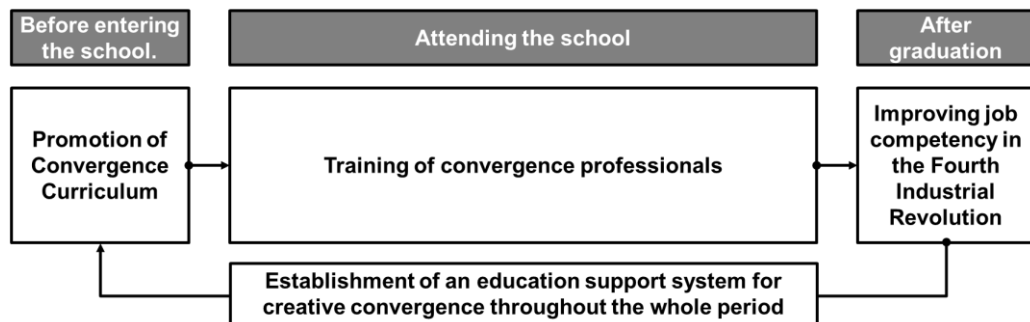 Before entering
the school.
Attending the school
After
graduation
Promotion of
Convergence
Curriculum
Training of convergence professionals
Improving job
competency in
the Fourth
Industrial
Revolution
Establishment of an education support system for
creative convergence throughout the whole period